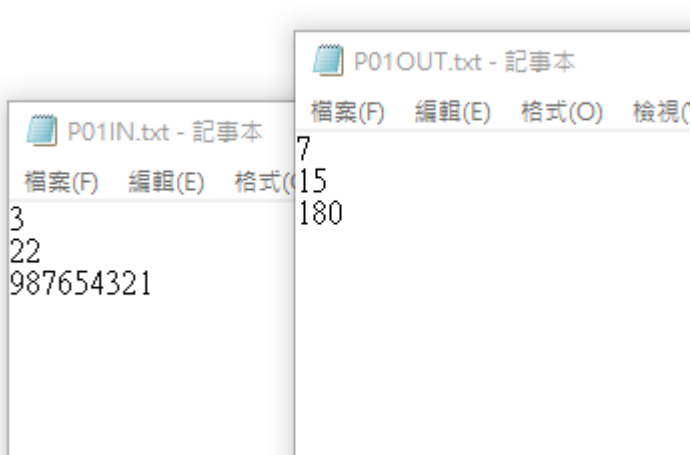 P01IN.txt - 記事本
檔案(F) 編輯(E) 格式(
3
22
987654321
P01OUT.txt - 記事本
檔案(F) 編輯(E) 格式(O) 檢視(
7
15
180